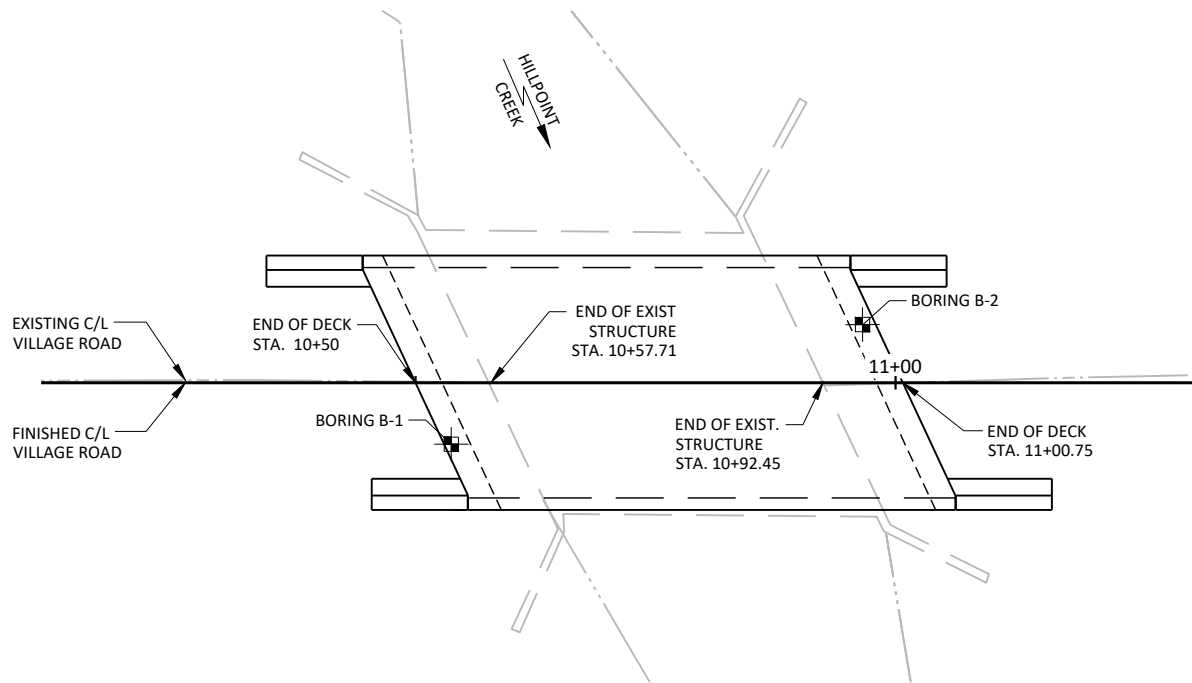 HILLPOINT
CREEK
EXISTING C/L
VILLAGE ROAD
END OF DECK
STA. 10+50
END OF EXIST
STRUCTURE
STA. 10+57.71
BORING B-2
11+00
FINISHED C/L
VILLAGE ROAD
BORING B-1
END OF EXIST.
STRUCTURE
STA. 10+92.45
END OF DECK
STA. 11+00.75